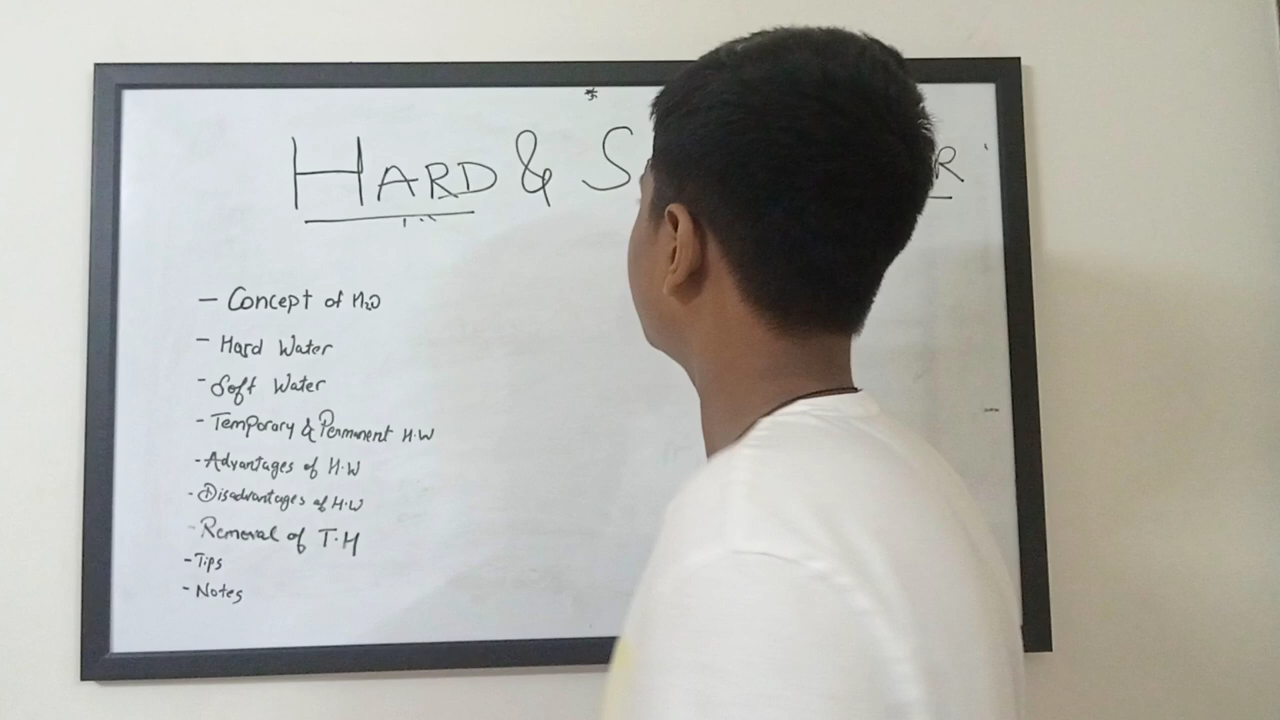 HARD &
- Concept of H₂O
- Hard Water
- Soft Water
- Temporary & Permanent H.W
- Advantages of H.W
- Disadvantages of H.W
- Removal of T.H
- Tips
- Notes